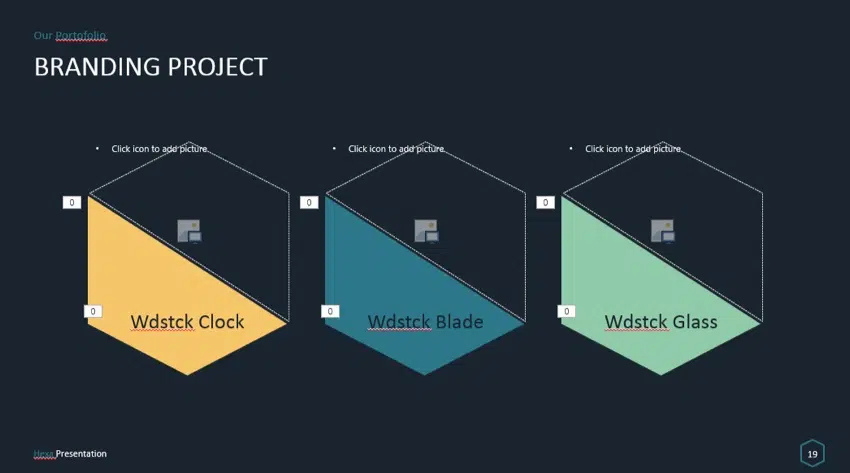 Our Portofolio
BRANDING PROJECT
• Click icon to add picture
• Click icon to add picture
• Click icon to add picture
0
0
0
0
0
0
Wdstck Clock
Wdstck Blade
Wdstck Glass
Hexa Presentation
19